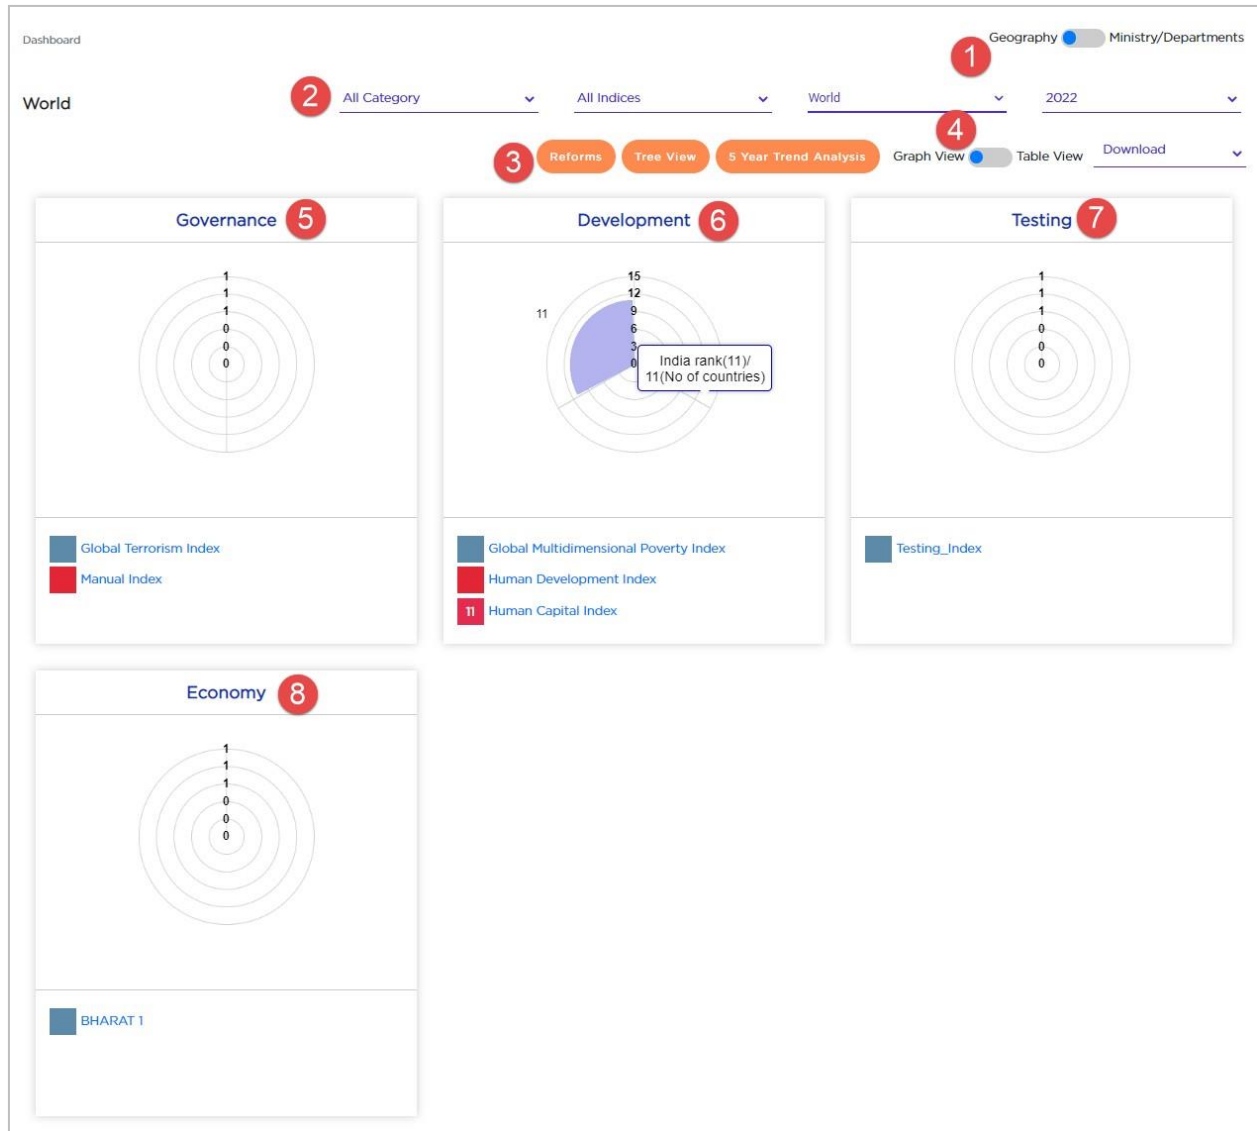 Dashboard
Geography Ministry/Departments
1
World
2 All Category All Indices World 2022
4
3 Reforms Tree View 5 Year Trend Analysis Graph View Table View Download
Governance 5
1
1
1
0
0
0
Global Terrorism Index
Manual Index
Development 6
15
12
11 9
6
3
0
India rank(11)/
11(No of countries)
Global Multidimensional Poverty Index
Human Development Index
11 Human Capital Index
Testing 7
1
1
1
0
0
0
Testing_Index
Economy 8
1
1
1
0
0
0
BHARAT 1